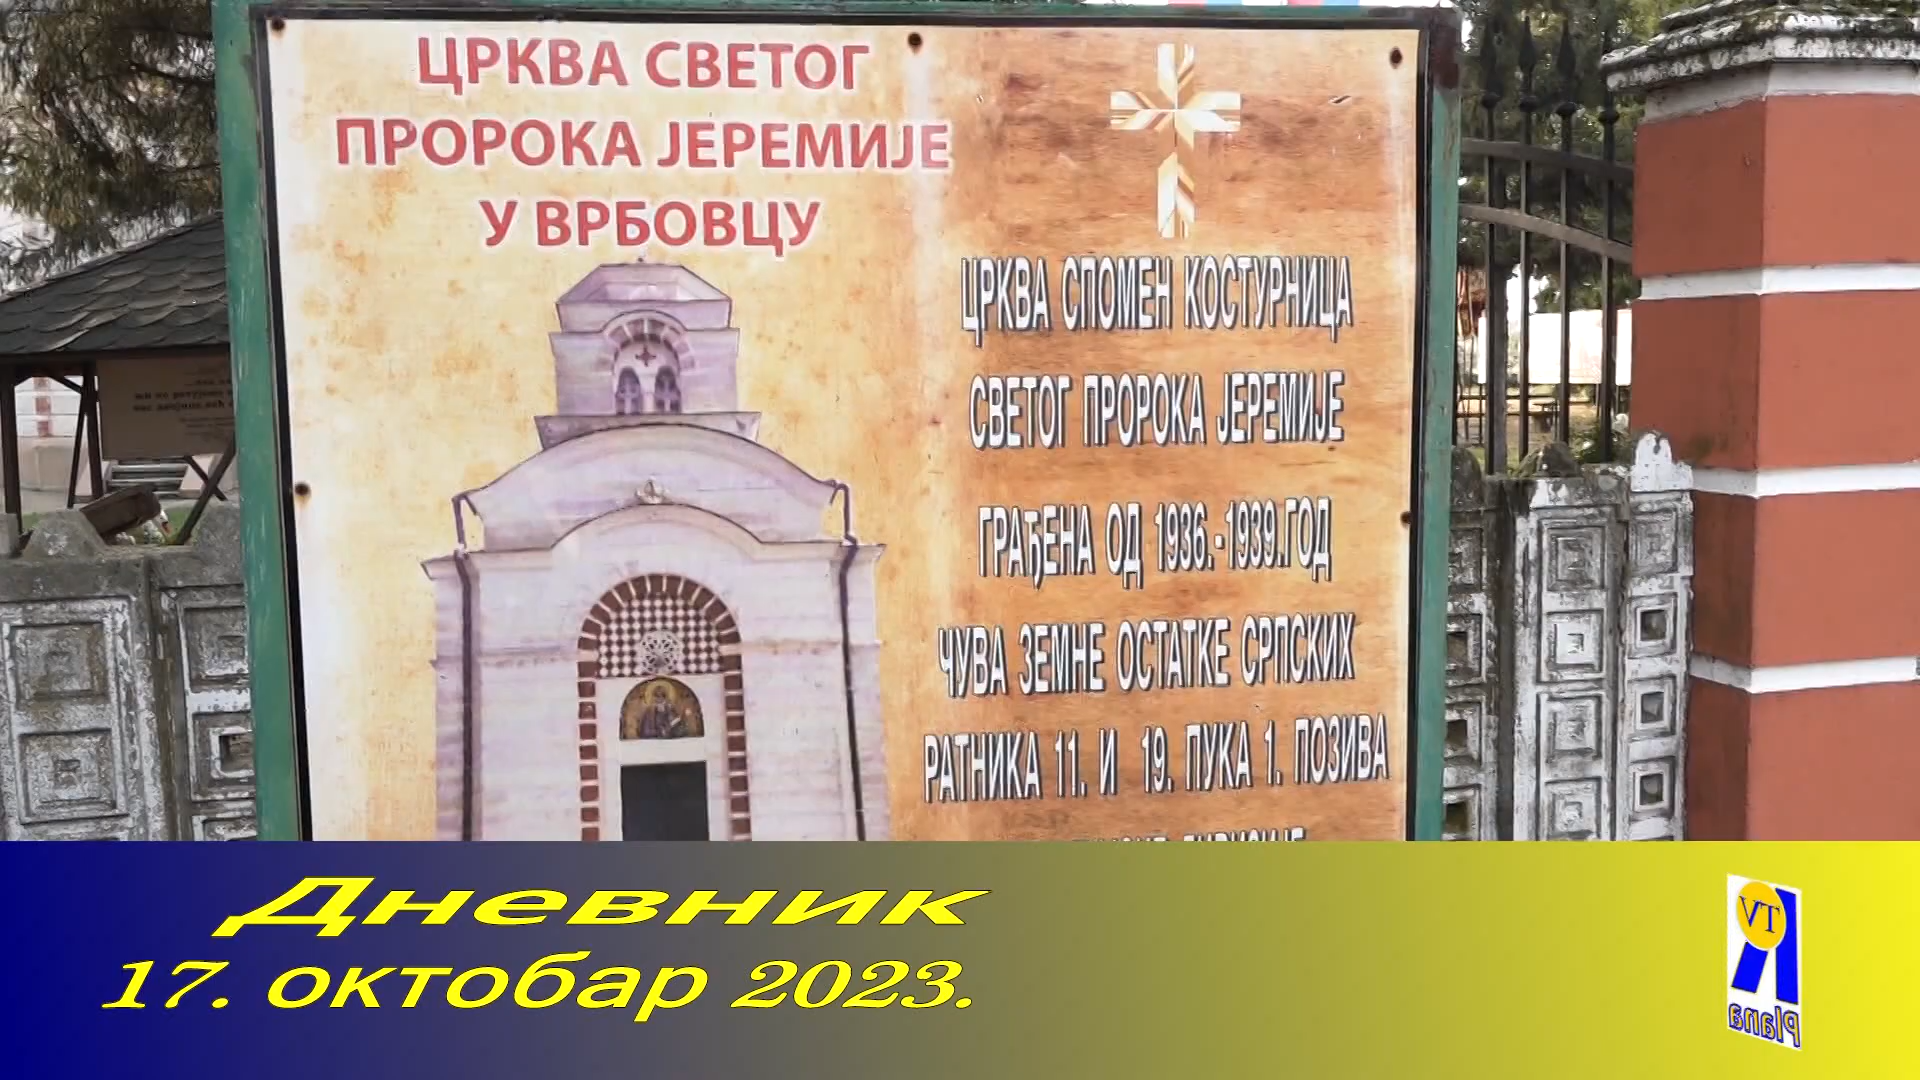 ЦРКВА СВЕТОГ
ПРОРОКА ЈЕРЕМИЈЕ
У ВРБОВЦУ
ЦРКВА СПОМЕН КОСТУРНИЦА
СВЕТОГ ПРОРОКА ЈЕРЕМИЈЕ
ГРАЂЕНА ОД 1936.-1939.ГОД
ЧУВА ЗЕМНЕ ОСТАТКЕ СРПСКИХ
РАТНИКА 11. И 19. ПУКА 1. ПОЗИВА
Дневник
17. октобар 2023.
TV
Plana